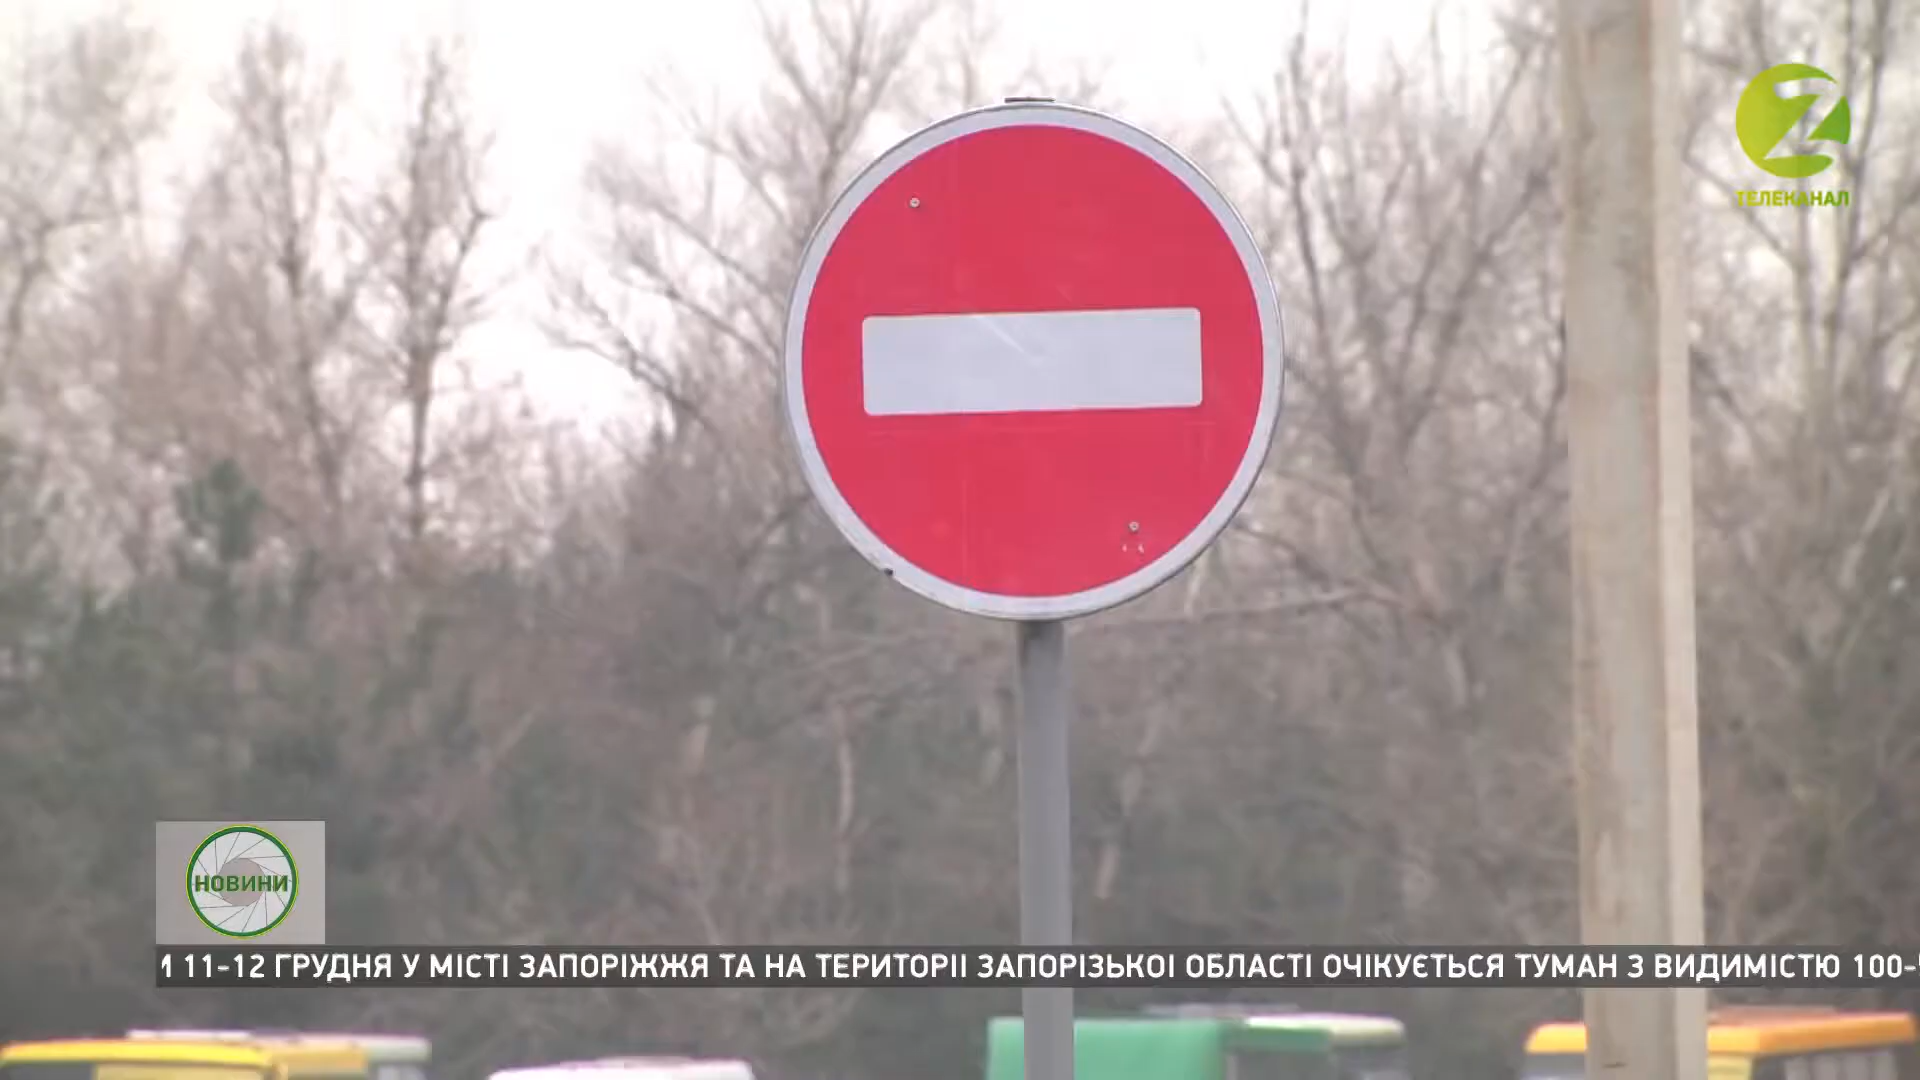 ТЕЛЕКАНАЛ
НОВИНИ
11-12 ГРУДНЯ У МІСТІ ЗАПОРІЖЖЯ ТА НА ТЕРИТОРІЇ ЗАПОРІЗЬКОЇ ОБЛАСТІ ОЧІКУЄТЬСЯ ТУМАН З ВИДИМІСТЮ 100-